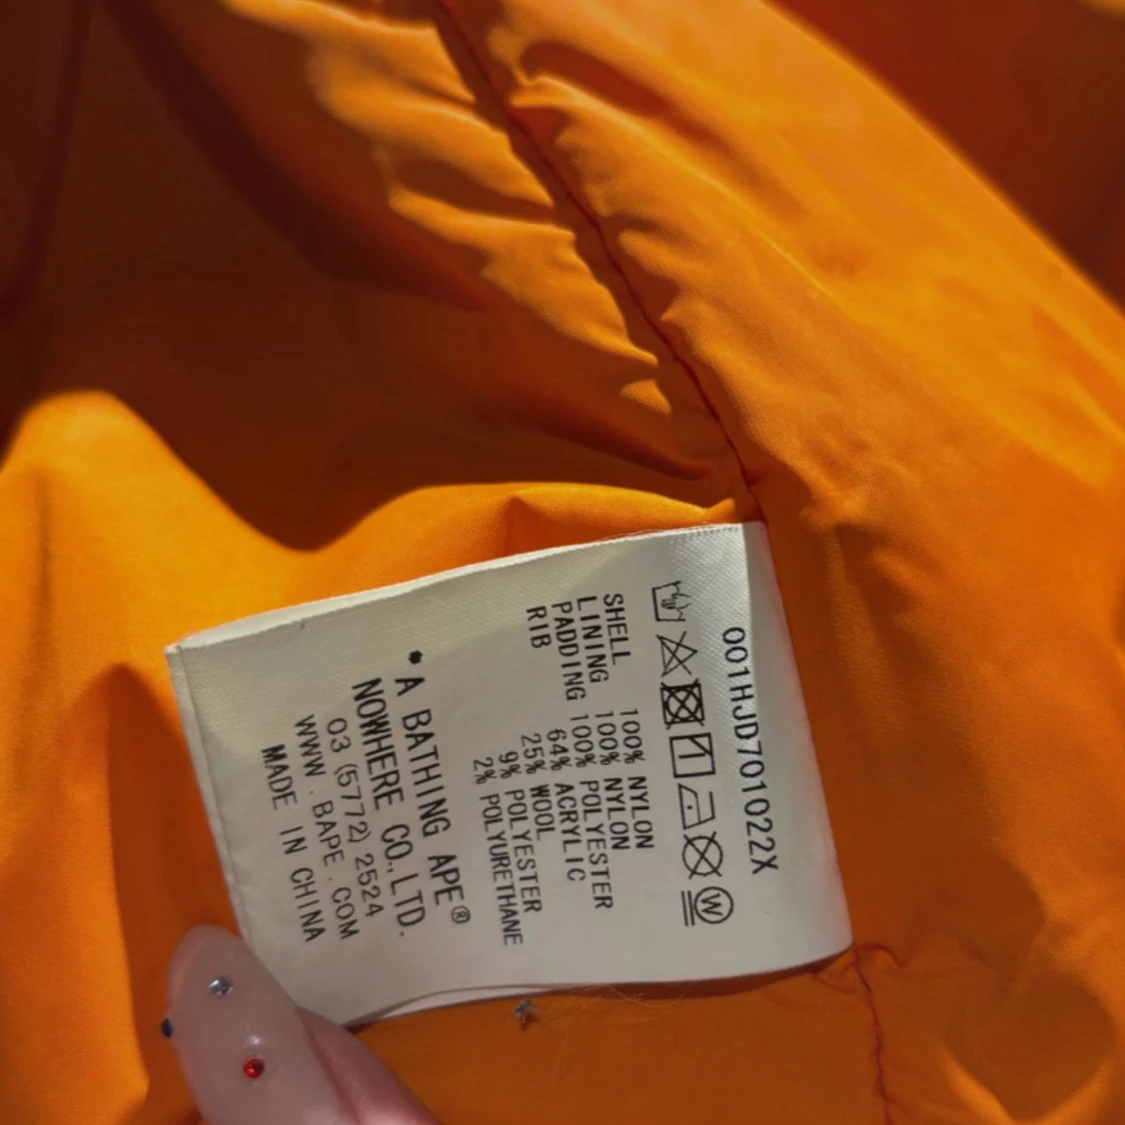 001HJD701022X
W
SHELL 100% NYLON
LINING 100% NYLON
PADDING 100% POLYESTER
RIB 64% ACRYLIC
25% WOOL
9% POLYESTER
2% POLYURETHANE
A BATHING APE®
NOWHERE CO.,LTD.
03 (5772) 2524
WWW.BAPE.COM
MADE IN CHINA